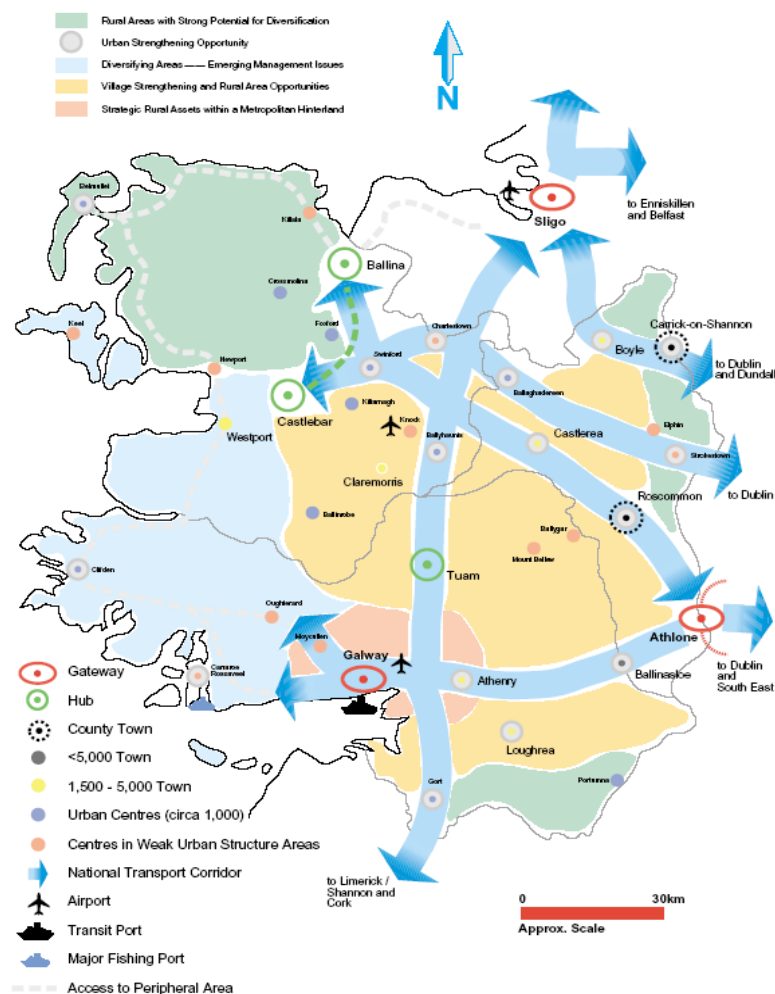 Rural Areas with Strong Potential for Diversification
Urban Strengthening Opportunity
Diversifying Areas —— Emerging Management Issues
Village Strengthening and Rural Area Opportunities
Strategic Rural Assets within a Metropolitan Hinterland
N
to Enniskillen
and Belfast
Sligo
Belmullet
Killala
Ballina
Crossmolina
Foxford
Charlestown
Carrick-on-Shannon
Boyle
Keel
Newport
Swinford
to Dublin
and Dundalk
Ballaghadereen
Castlebar
Kiltamagh
Knock
Westport
Ballyhaunis
Castlerea
Elphin
Strokestown
Claremorris
to Dublin
Roscommon
Ballinrobe
Ballygar
Mount Bellew
Clifden
Tuam
Oughterard
Moycullen
Athlone
Galway
Carraroe
Rossaveel
Athenry
Ballinasloe
to Dublin
and
South East
Loughrea
Gort
Portumna
to Limerick /
Shannon and
Cork
Gateway
Hub
County Town
<5,000 Town
1,500 - 5,000 Town
Urban Centres (circa 1,000)
Centres in Weak Urban Structure Areas
National Transport Corridor
Airport
Transit Port
Major Fishing Port
Access to Peripheral Area
0 30km
Approx. Scale